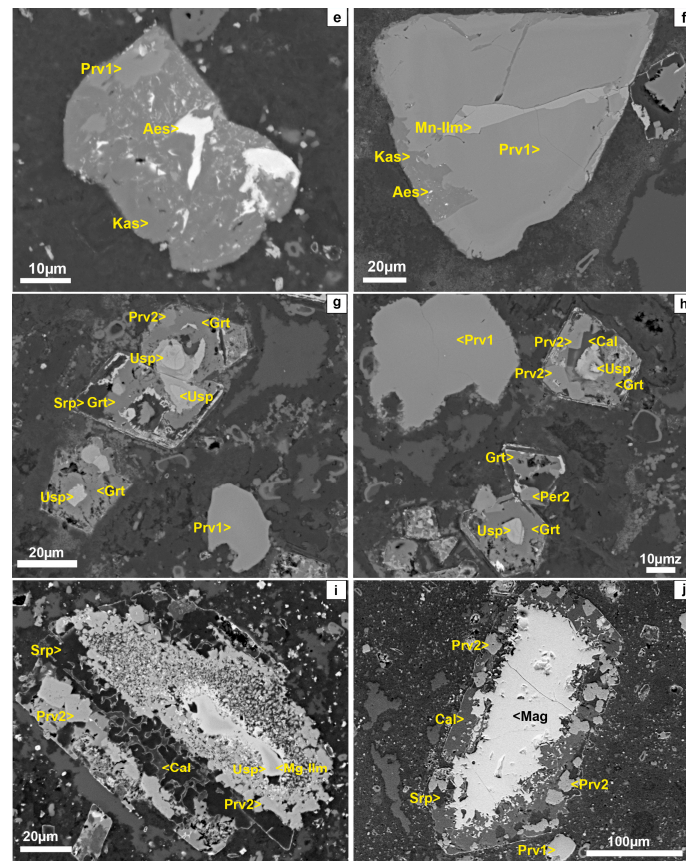 e
Prv1>
Aes>
Kas>
10µm
f
Mn-Ilm>
Prv1>
Kas>
Aes>
20µm
g
Prv2>
<Grt
Usp>
<Usp
Srp> Grt>
Usp>
<Grt
Prv1>
20µm
h
<Prv1
Prv2>
<Cal
<Usp
Prv2>
<Grt
Grt>
<Per2
Usp>
<Grt
10µmz
i
Srp>
Prv2>
<Cal
Usp>
<Mg-Ilm
Prv2>
20µm
j
Prv2>
<Mag
Cal>
Srp>
<Prv2
Prv1>
100µm